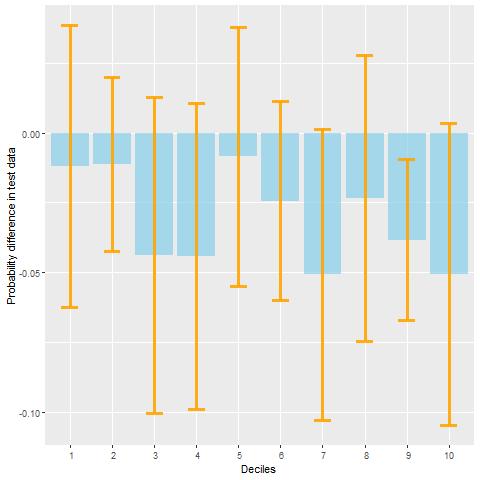 Probability difference in test data
0.00
-0.05
-0.10
1 2 3 4 5 6 7 8 9 10
Deciles